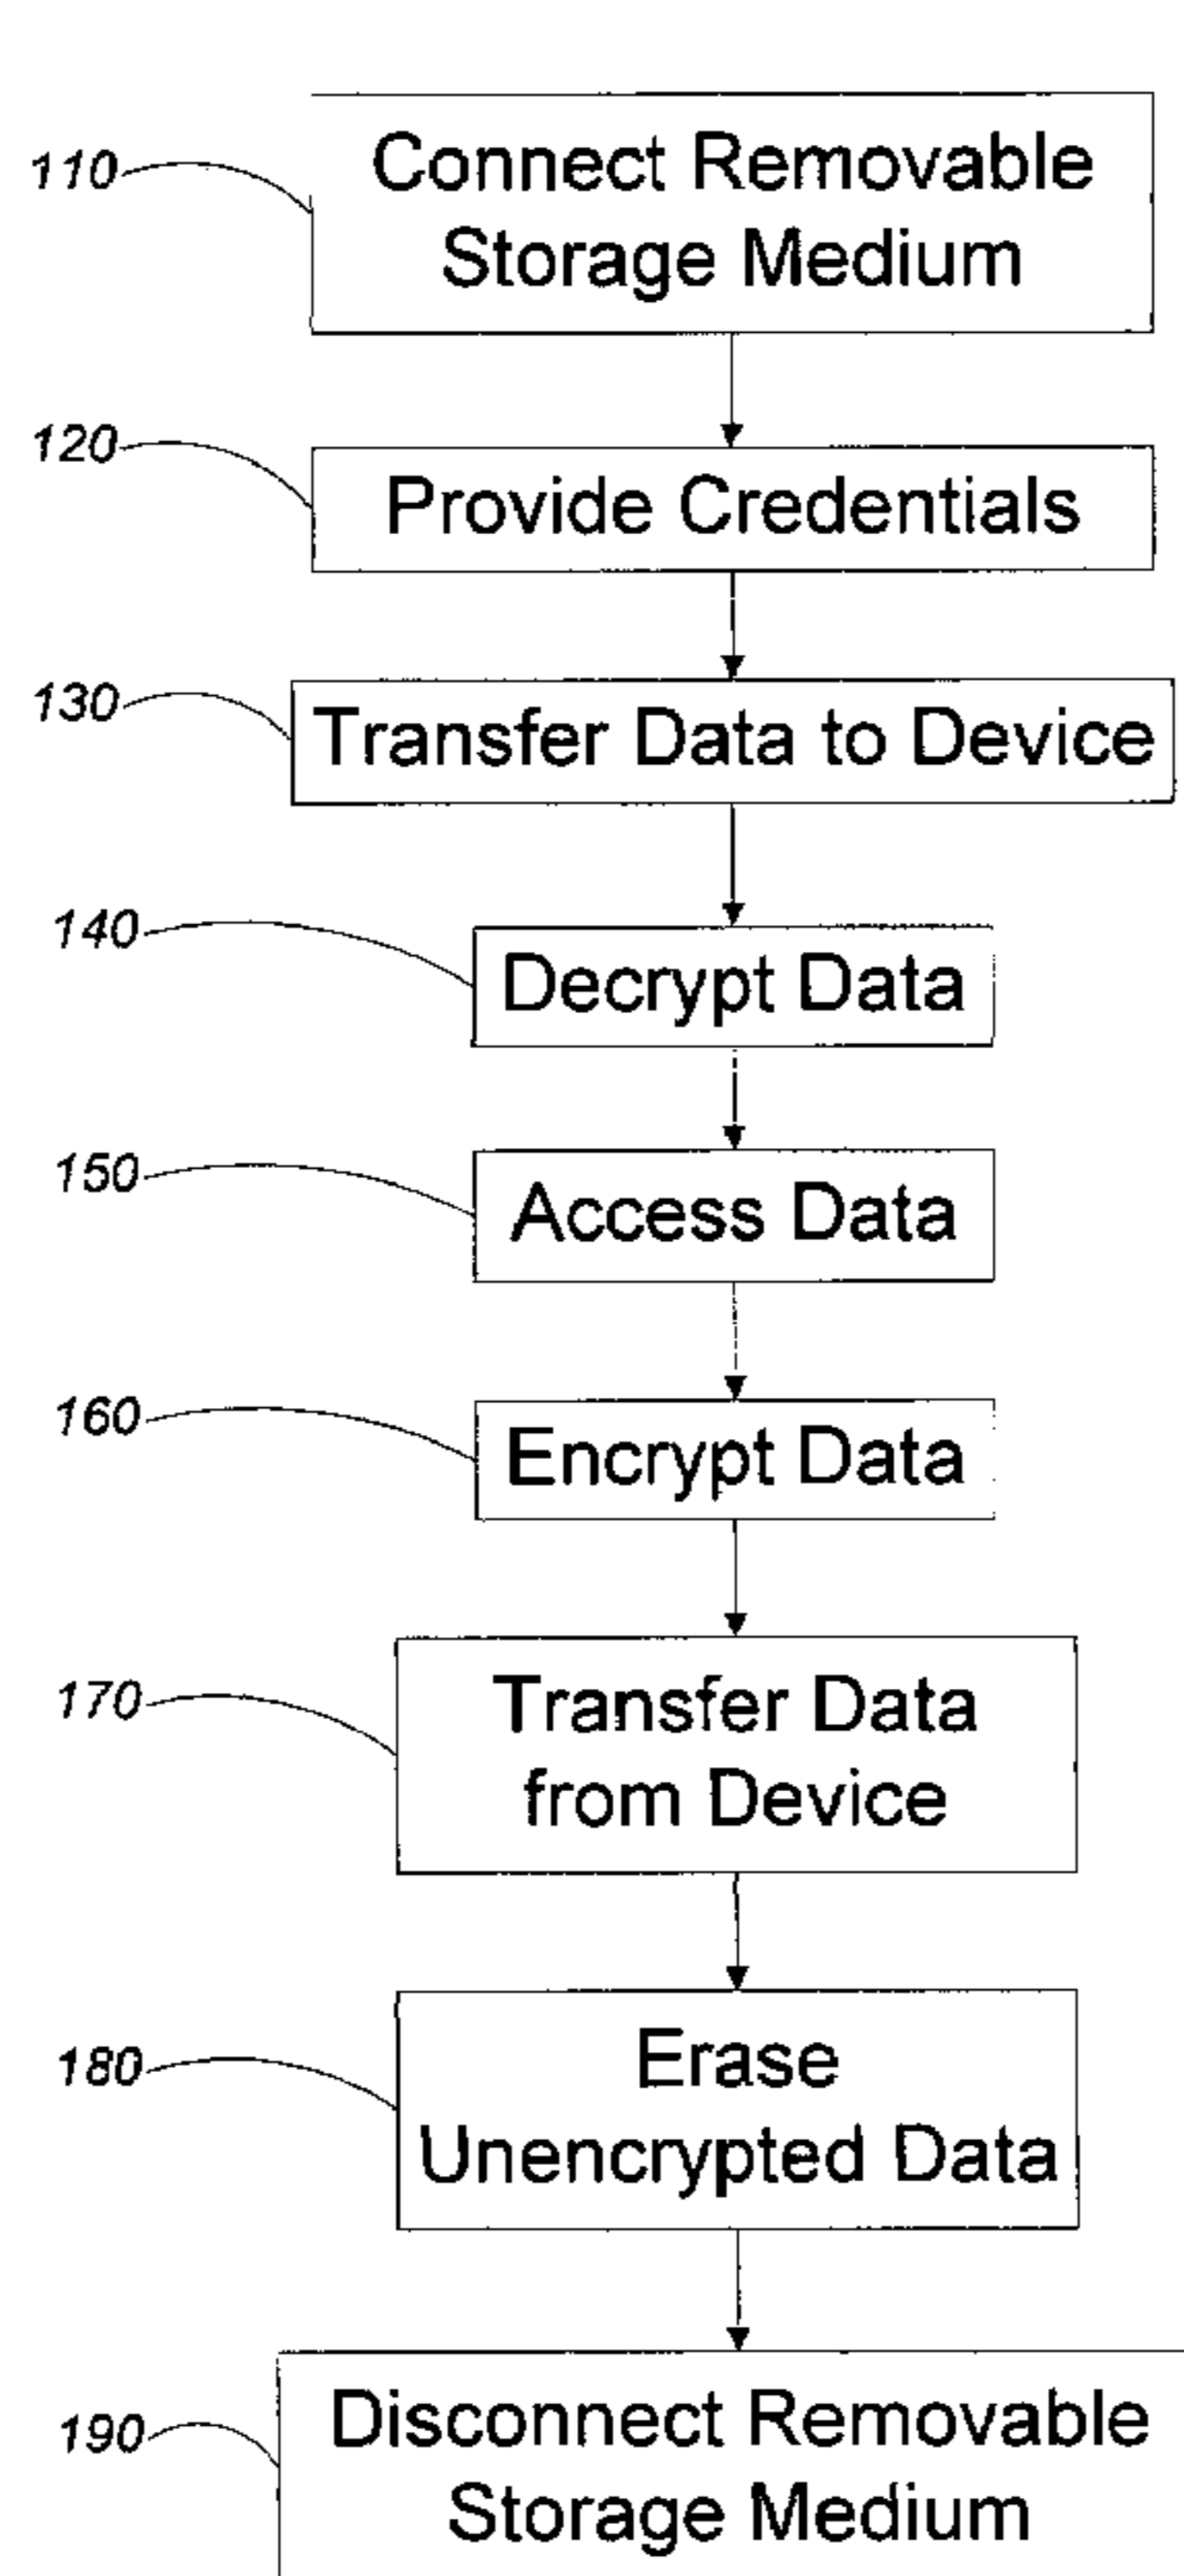 110
Connect Removable
Storage Medium
120
Provide Credentials
130
Transfer Data to Device
140
Decrypt Data
150
Access Data
160
Encrypt Data
170
Transfer Data
from Device
180
Erase
Unencrypted Data
190
Disconnect Removable
Storage Medium